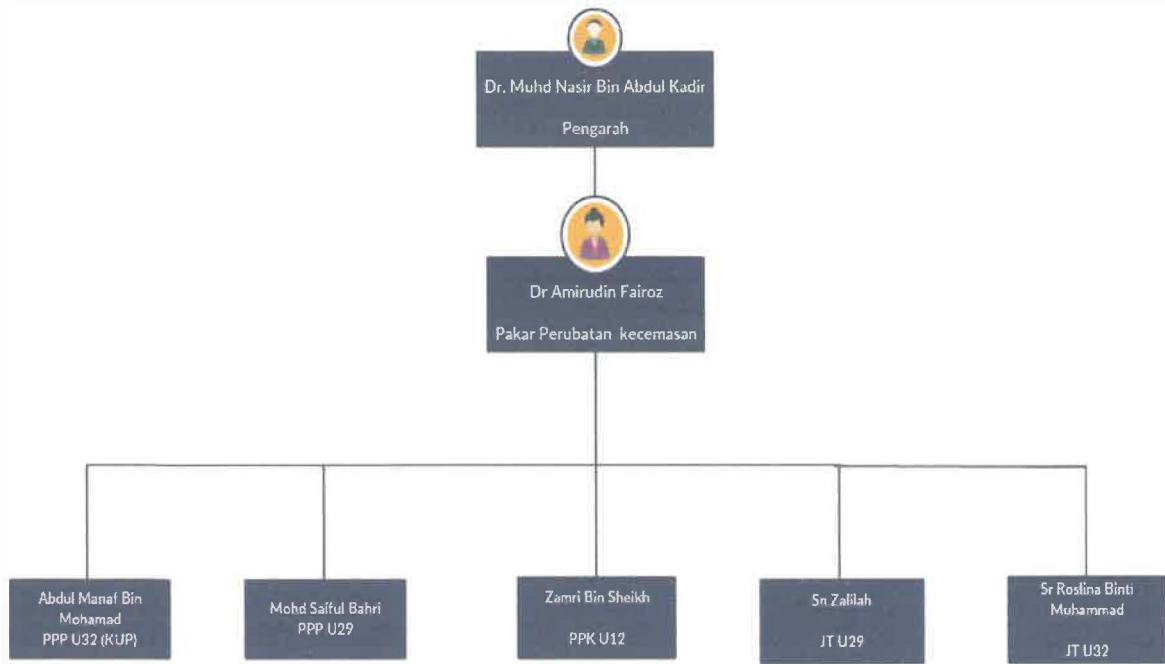 Dr. Muhd Nasir Bin Abdul Kadir
Pengarah
Dr Amirudin Fairoz
Pakar Perubatan kecemasan
Abdul Manaf Bin
Mohamad
PPP U32 (KUP)
Mohd Saiful Bahri
PPP U29
Zamri Bin Sheikh
PPK U12
Sn Zalilah
JT U29
Sr Roslina Binti
Muhammad
JT U32